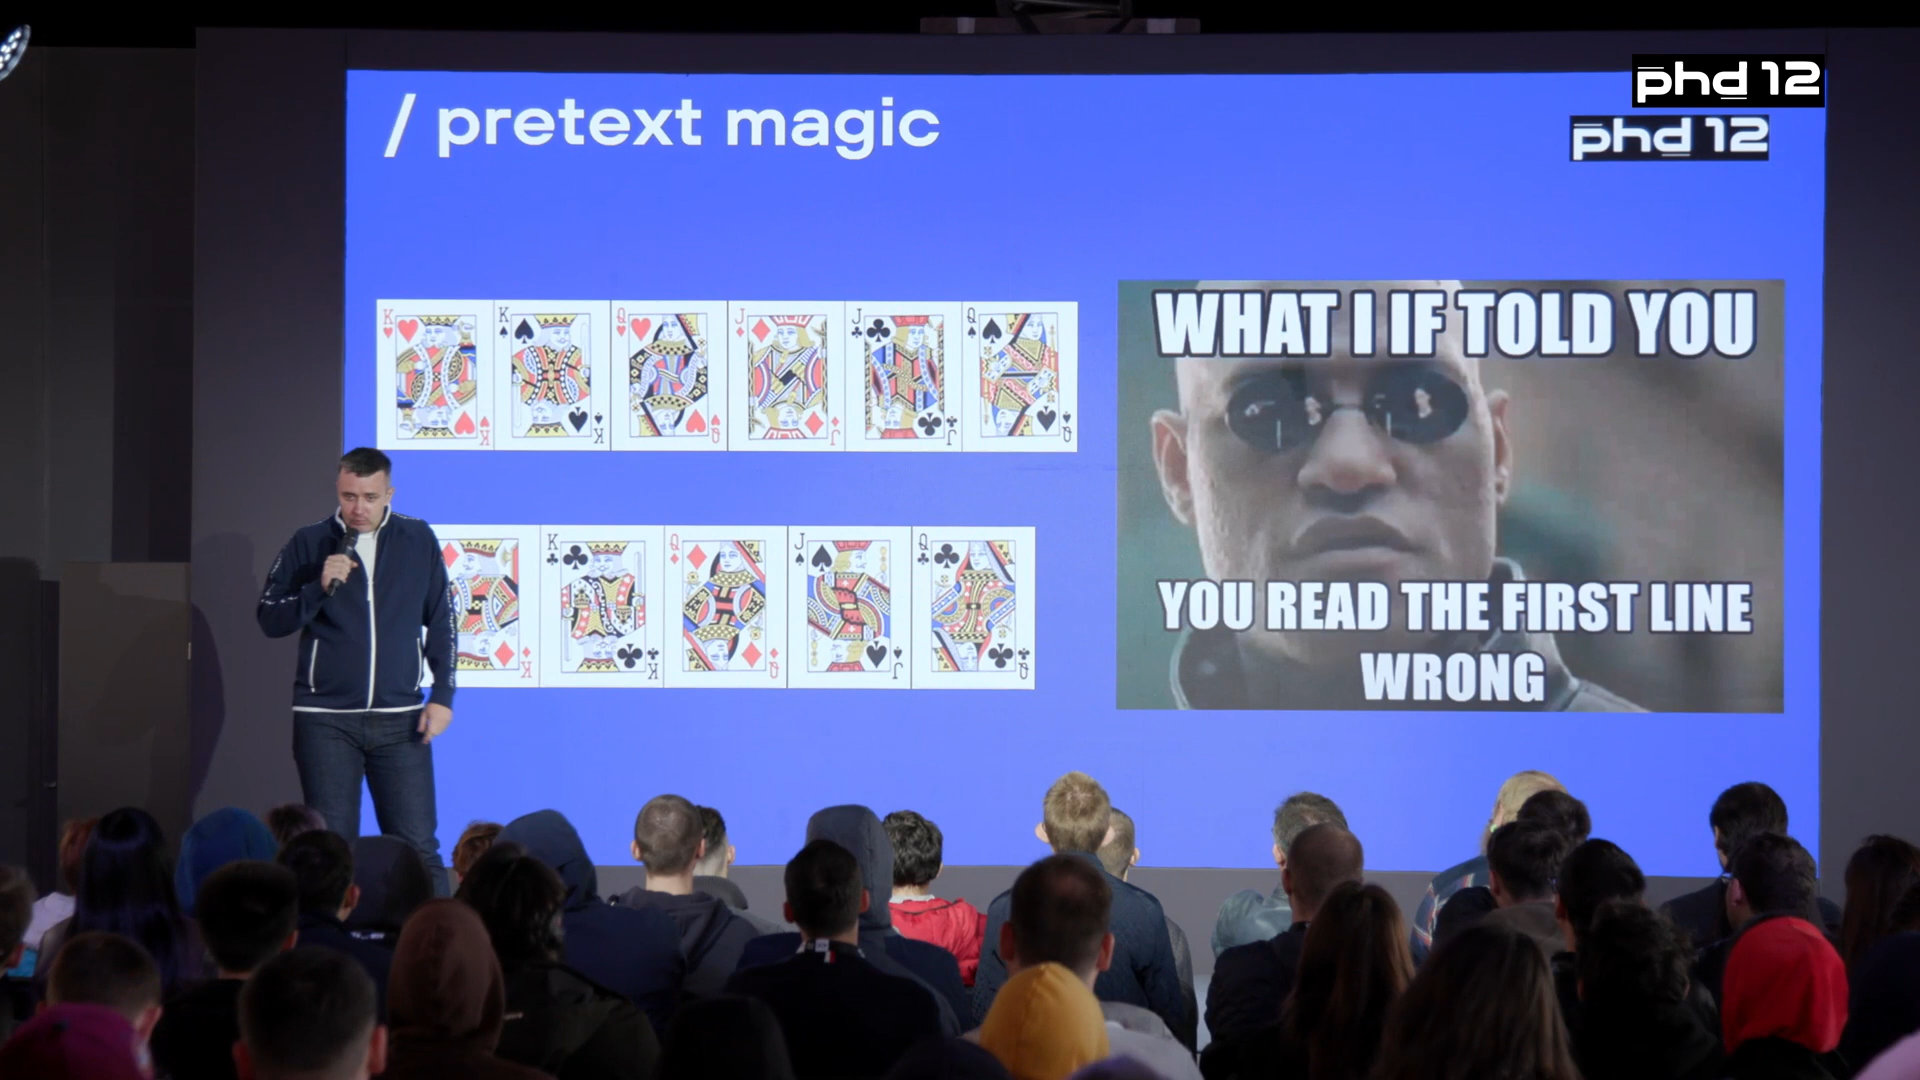 phd 12
/ pretext magic
phd 12
WHAT I IF TOLD YOU
K K Q J J Q
K K Q J J Q
YOU READ THE FIRST LINE
WRONG
K Q J Q
K K Q J Q